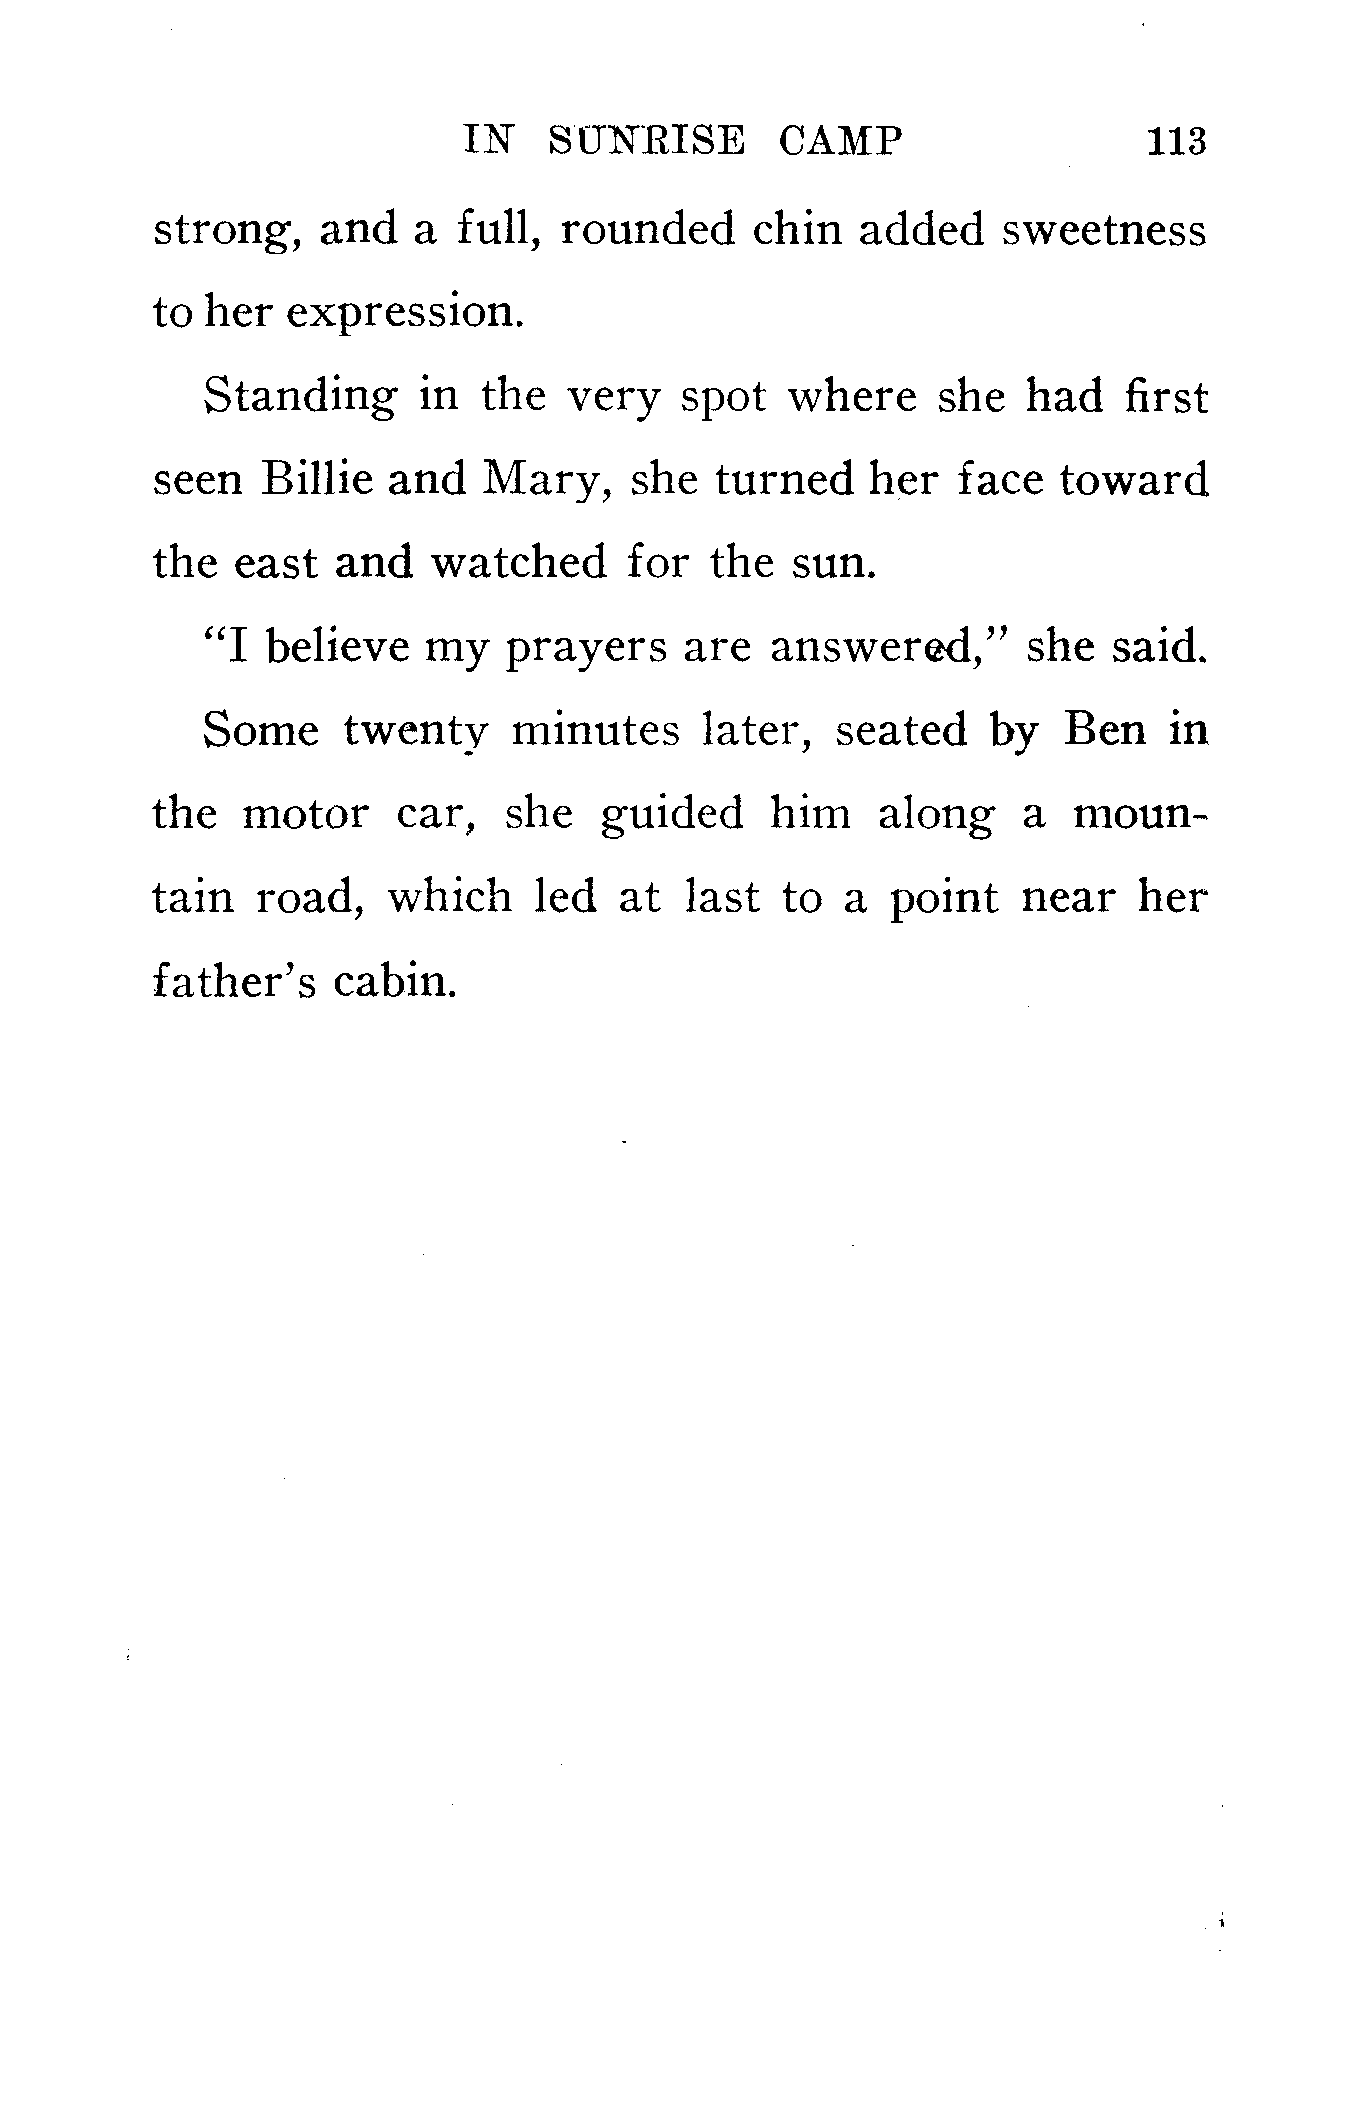 IN SUNRISE CAMP 113
strong, and a full, rounded chin added sweetness
to her expression.
Standing in the very spot where she had first
seen Billie and Mary, she turned her face toward
the east and watched for the sun.
“I believe my prayers are answered,” she said.
Some twenty minutes later, seated by Ben in
the motor car, she guided him along a moun-
tain road, which led at last to a point near her
father’s cabin.